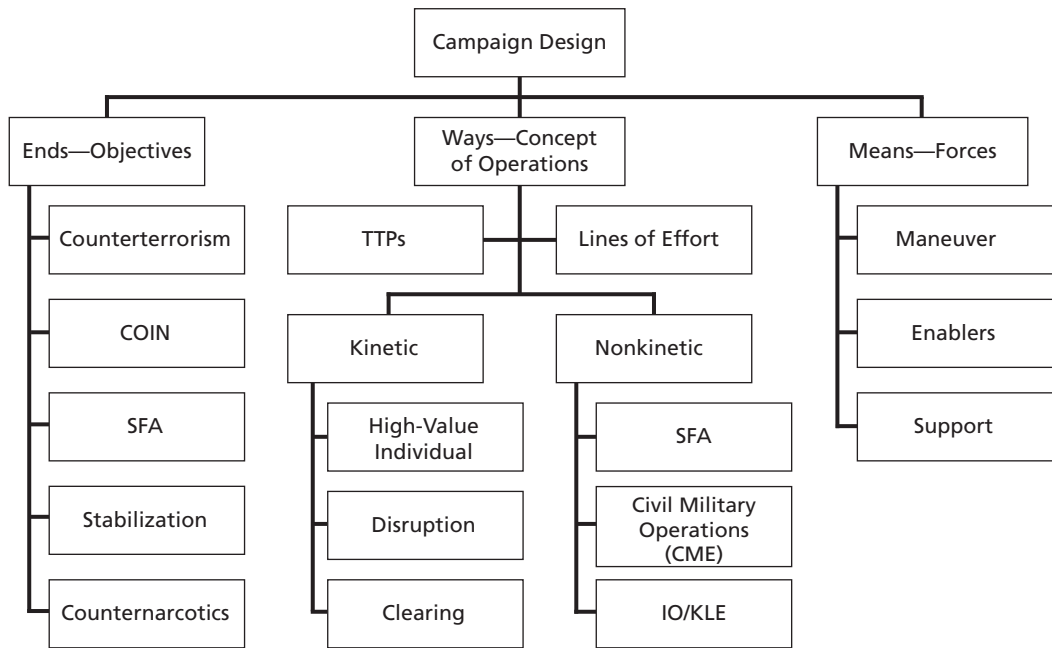 Campaign Design
Ends—Objectives
Ways—Concept
of Operations
Means—Forces
Counterterrorism
COIN
SFA
Stabilization
Counternarcotics
TTPs
Lines of Effort
Kinetic
Nonkinetic
High-Value
Individual
Disruption
Clearing
SFA
Civil Military
Operations
(CME)
IO/KLE
Maneuver
Enablers
Support